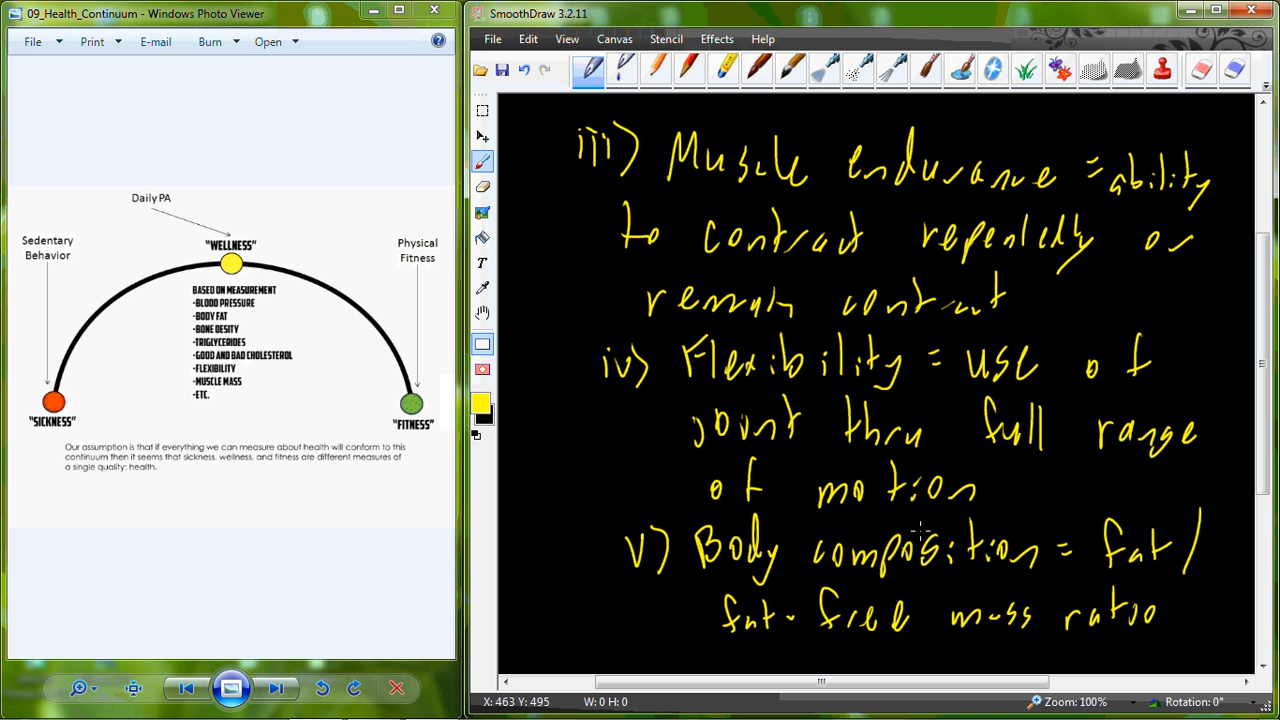 09_Health_Continuum - Windows Photo Viewer
File Print E-mail Burn Open
Daily PA
Sedentary
Behavior
"WELLNESS"
Physical
Fitness
BASED ON MEASUREMENT
-BLOOD PRESSURE
-BODY FAT
-BONE DESITY
-TRIGLYCERIDES
-GOOD AND BAD CHOLESTEROL
-FLEXIBILITY
-MUSCLE MASS
-ETC.
"SICKNESS"
"FITNESS"
Our assumption is that if everything we can measure about health will conform to this
continuum then it seems that sickness, wellness, and fitness are different measures of
a single quality: health.
SmoothDraw 3.2.11
File Edit View Canvas Stencil Effects Help
iii) Muscle endurance = ability
to contract repeatedly or
remain contract
iv) Flexibility = use of
joint thru full range
of motion
v) Body composition = fat/
fat-free mass ratio
X: 463 Y: 495 W: 0 H: 0 Zoom: 100% Rotation: 0°